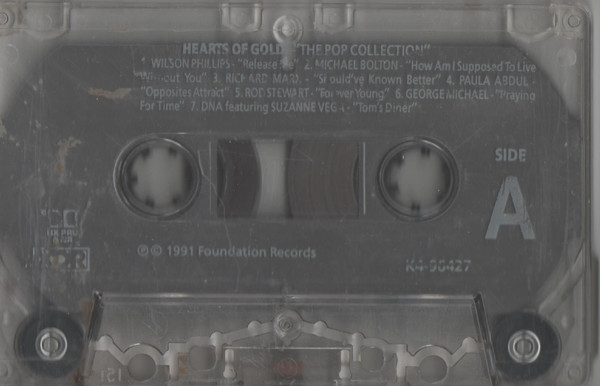 HEARTS OF GOLD "THE POP COLLECTION"
1. WILSON PHILLIPS - "Release Me" 2. MICHAEL BOLTON - "How Am I Supposed To Live
Without You" 3. RICHARD MARX - "Should've Known Better" 4. PAULA ABDUL -
"Opposites Attract" 5. ROD STEWART - "Forever Young" 6. GEORGE MICHAEL - "Praying
For Time" 7. DNA featuring SUZANNE VEGA - "Tom's Diner"
SIDE
A
℗© 1991 Foundation Records
K4-96427